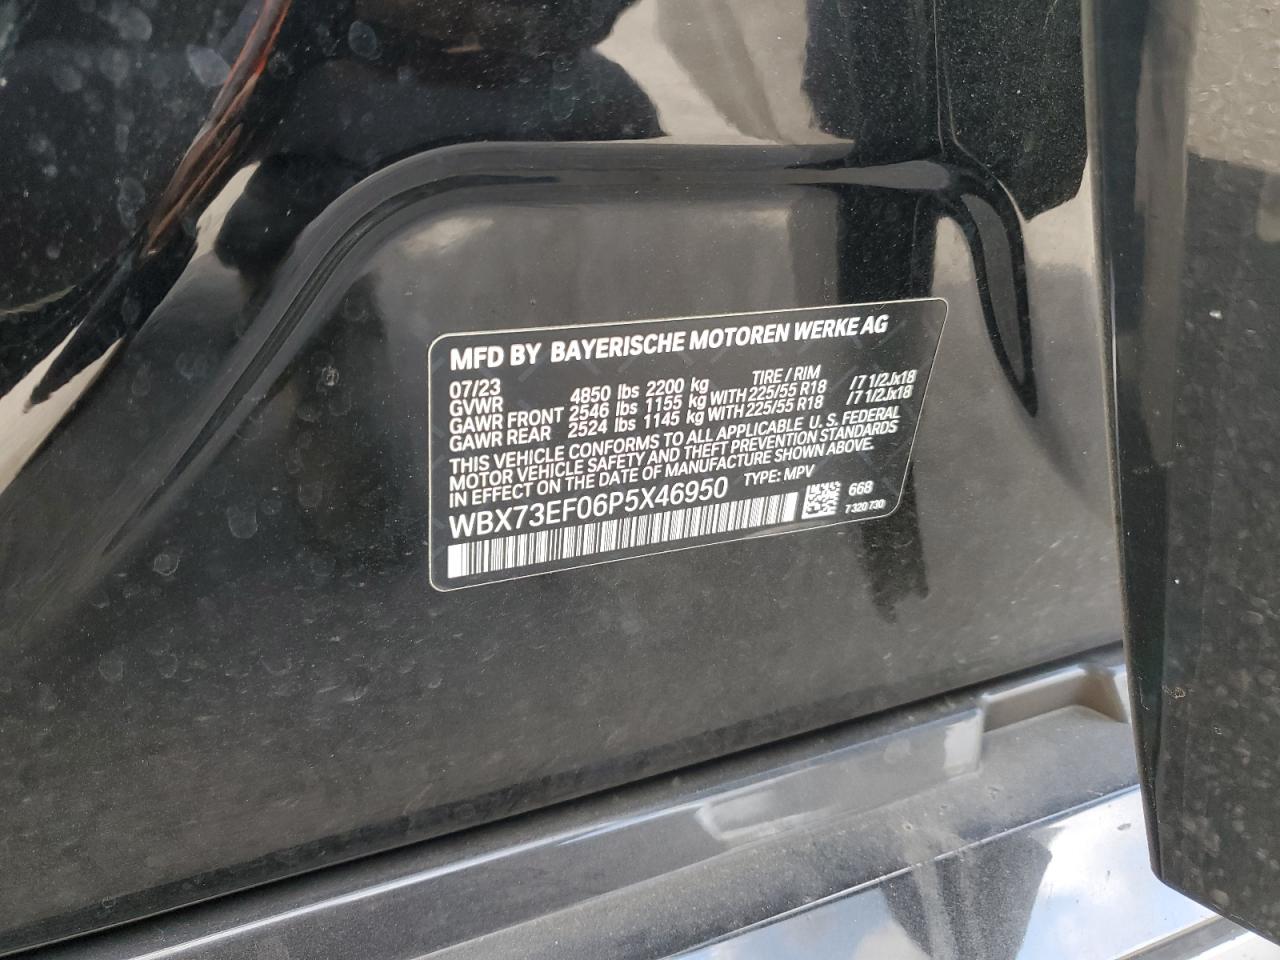 MFD BY BAYERISCHE MOTOREN WERKE AG
07/23 TIRE / RIM
GVWR 4850 lbs 2200 kg
GAWR FRONT 2546 lbs 1155 kg WITH 225/55 R18 /7 1/2Jx18
GAWR REAR 2524 lbs 1145 kg WITH 225/55 R18 /7 1/2Jx18
THIS VEHICLE CONFORMS TO ALL APPLICABLE U. S. FEDERAL
MOTOR VEHICLE SAFETY AND THEFT PREVENTION STANDARDS
IN EFFECT ON THE DATE OF MANUFACTURE SHOWN ABOVE.
WBX73EF06P5X46950 TYPE: MPV
668
7 320 730